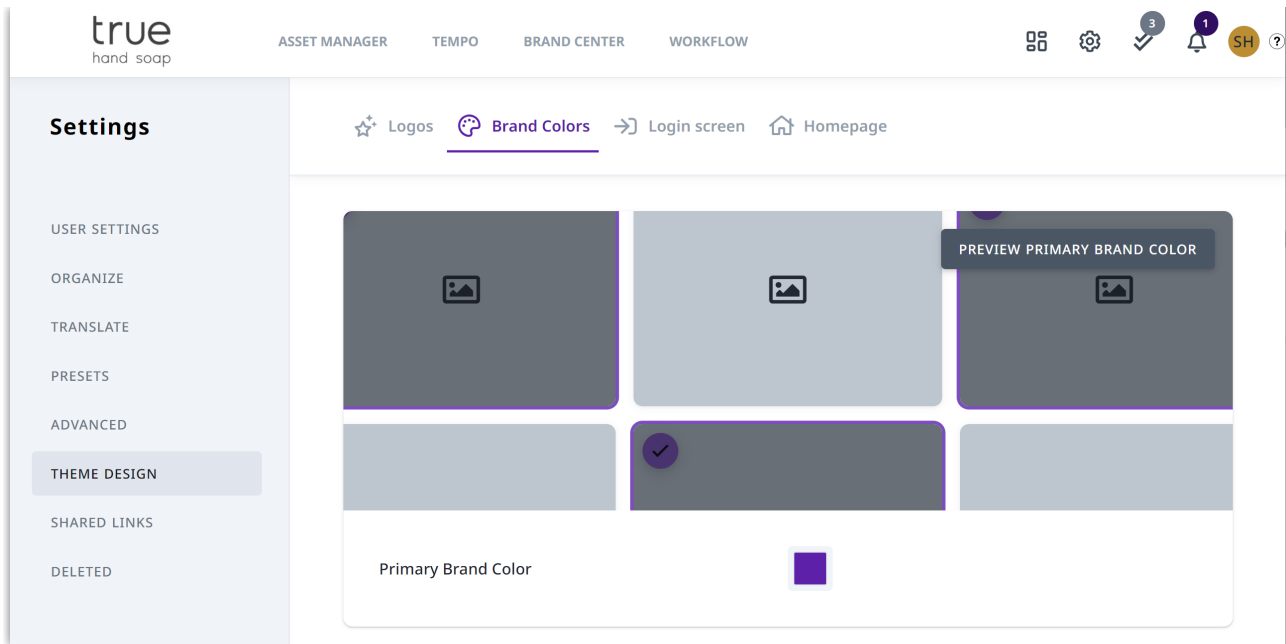 true
hand soap
ASSET MANAGER TEMPO BRAND CENTER WORKFLOW
3
1
SH
?
Settings
Logos Brand Colors Login screen Homepage
USER SETTINGS
ORGANIZE
TRANSLATE
PRESETS
ADVANCED
THEME DESIGN
SHARED LINKS
DELETED
PREVIEW PRIMARY BRAND COLOR
Primary Brand Color